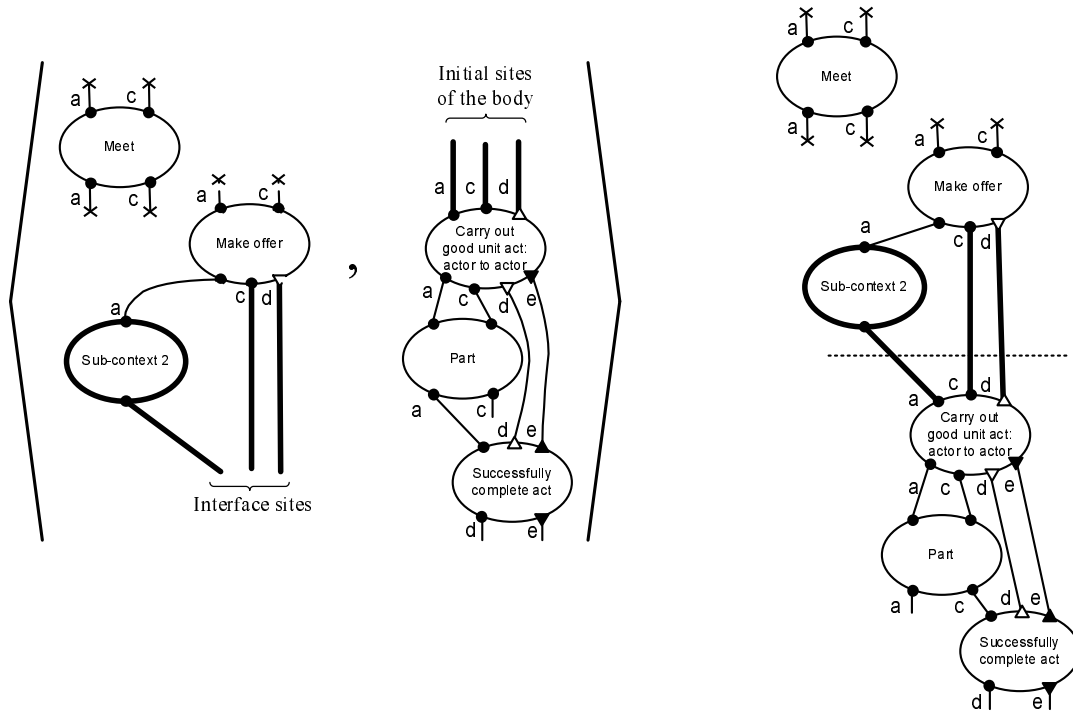 Initial sites
of the body
a c
Meet
a c
a c
Make offer
c d
a
Sub-context 2
Interface sites
,
a c d
Carry out
good unit act:
actor to actor
a c d e
Part
a c
d e
Successfully
complete act
d e
a c
Meet
a c
a c
Make offer
a c d
Sub-context 2
a c d
Carry out
good unit act:
actor to actor
a c d e
Part
a c d e
Successfully
complete act
d e